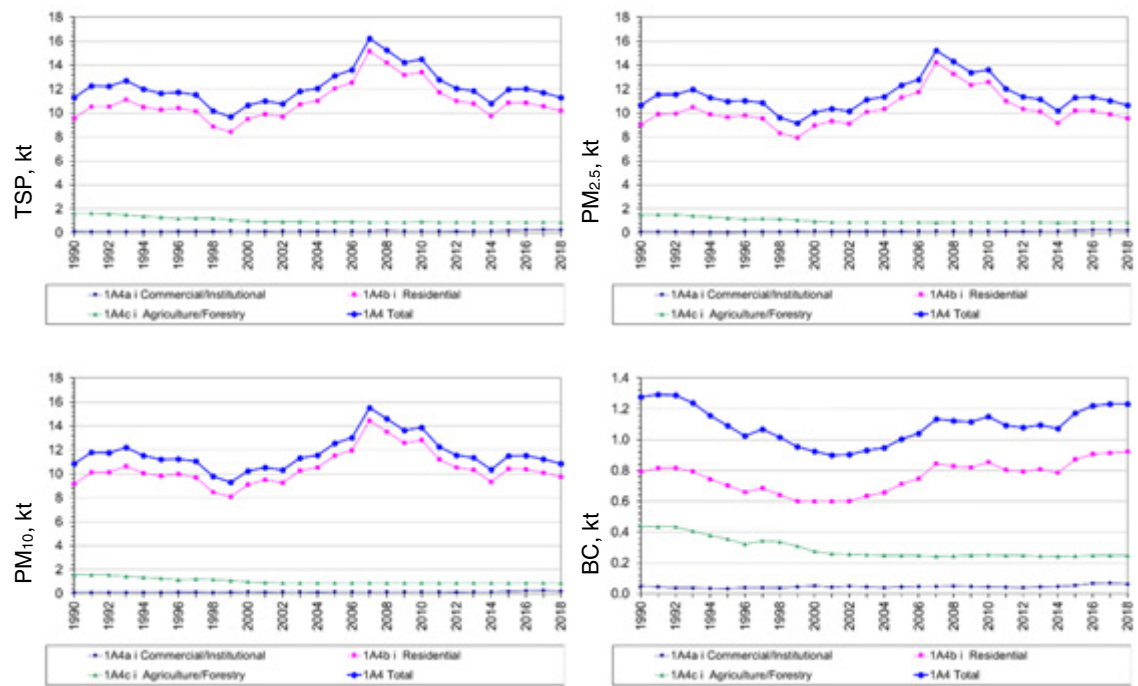 TSP, kt
18
16
14
12
10
8
6
4
2
0
1990 1992 1994 1996 1998 2000 2002 2004 2006 2008 2010 2012 2014 2016 2018
1A4a i Commercial/Institutional 1A4b i Residential
1A4c i Agriculture/Forestry 1A4 Total
PM2.5, kt
18
16
14
12
10
8
6
4
2
0
1990 1992 1994 1996 1998 2000 2002 2004 2006 2008 2010 2012 2014 2016 2018
1A4a i Commercial/Institutional 1A4b i Residential
1A4c i Agriculture/Forestry 1A4 Total
PM10, kt
18
16
14
12
10
8
6
4
2
0
1990 1992 1994 1996 1998 2000 2002 2004 2006 2008 2010 2012 2014 2016 2018
1A4a i Commercial/Institutional 1A4b i Residential
1A4c i Agriculture/Forestry 1A4 Total
BC, kt
1.4
1.2
1.0
0.8
0.6
0.4
0.2
0.0
1990 1992 1994 1996 1998 2000 2002 2004 2006 2008 2010 2012 2014 2016 2018
1A4a i Commercial/Institutional 1A4b i Residential
1A4c i Agriculture/Forestry 1A4 Total